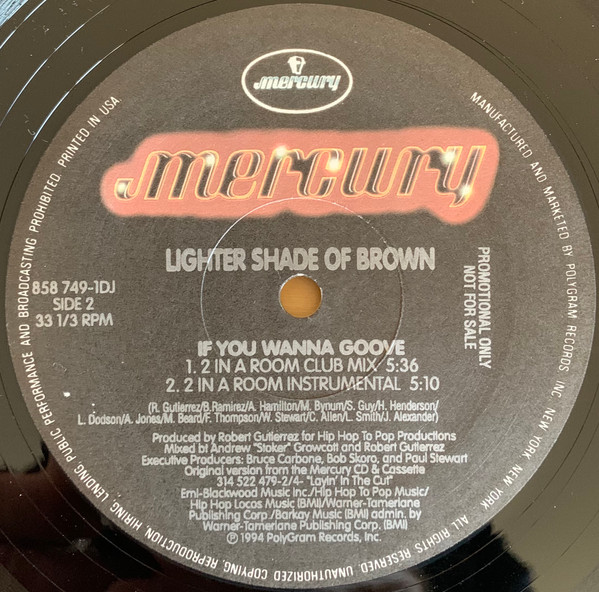 mercury
mercury
LIGHTER SHADE OF BROWN
858 749-1DJ
SIDE 2
33 1/3 RPM
PROMOTIONAL ONLY
NOT FOR SALE
IF YOU WANNA GOOVE
1. 2 IN A ROOM CLUB MIX 5:36
2. 2 IN A ROOM INSTRUMENTAL 5:10
(R. Gutierrez/B.Ramirez/A. Hamilton/M. Bynum/S. Guy/H. Henderson/
L. Dodson/A. Jones/M. Beard/F. Thompson/W. Stewart/C. Allen/L. Smith/J. Alexander)
Produced by Robert Gutierrez for Hip Hop To Pop Productions
Mixed bt Andrew "Stoker" Growcott and Robert Gutierrez
Executive Producers: Bruce Carbone, Bob Skoro, and Paul Stewart
Original version from the Mercury CD & Cassette
314 522 479-2/4- "Layin' In the Cut"
Emi-Blackwood Music Inc./Hip Hop To Pop Music/
Hip Hop Locos Music (BMI)/Warner-Tamerlane
Publishing Corp./Barkay Music (BMI) admin. by
Warner-Tamerlane Publishing Corp. (BMI)
℗ 1994 PolyGram Records, Inc.
MANUFACTURED AND MARKETED BY POLYGRAM RECORDS INC. NEW YORK, NEW YORK
ALL RIGHTS RESERVED. UNAUTHORIZED COPYING, REPRODUCTION, HIRING, LENDING, PUBLIC PERFORMANCE AND BROADCASTING PROHIBITED. PRINTED IN USA.